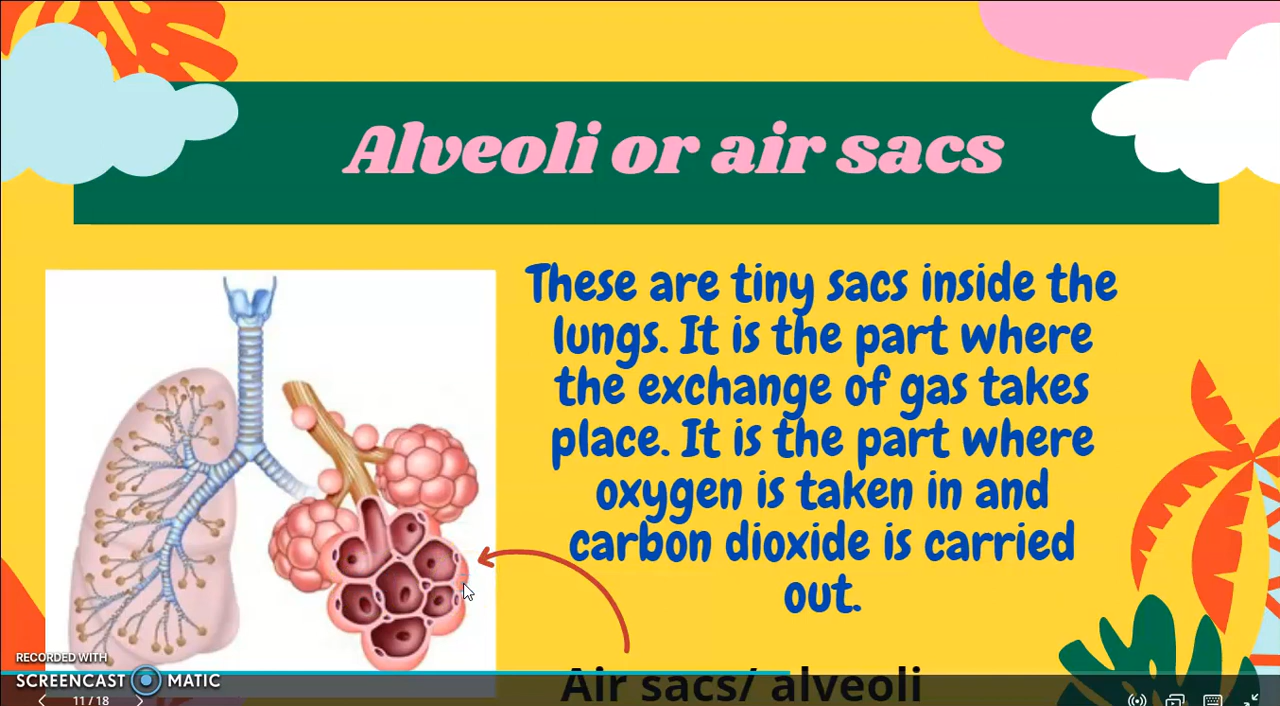 Alveoli or air sacs
These are tiny sacs inside the
lungs. It is the part where
the exchange of gas takes
place. It is the part where
oxygen is taken in and
carbon dioxide is carried
out.
Air sacs/ alveoli
RECORDED WITH
SCREENCAST MATIC
11 / 18